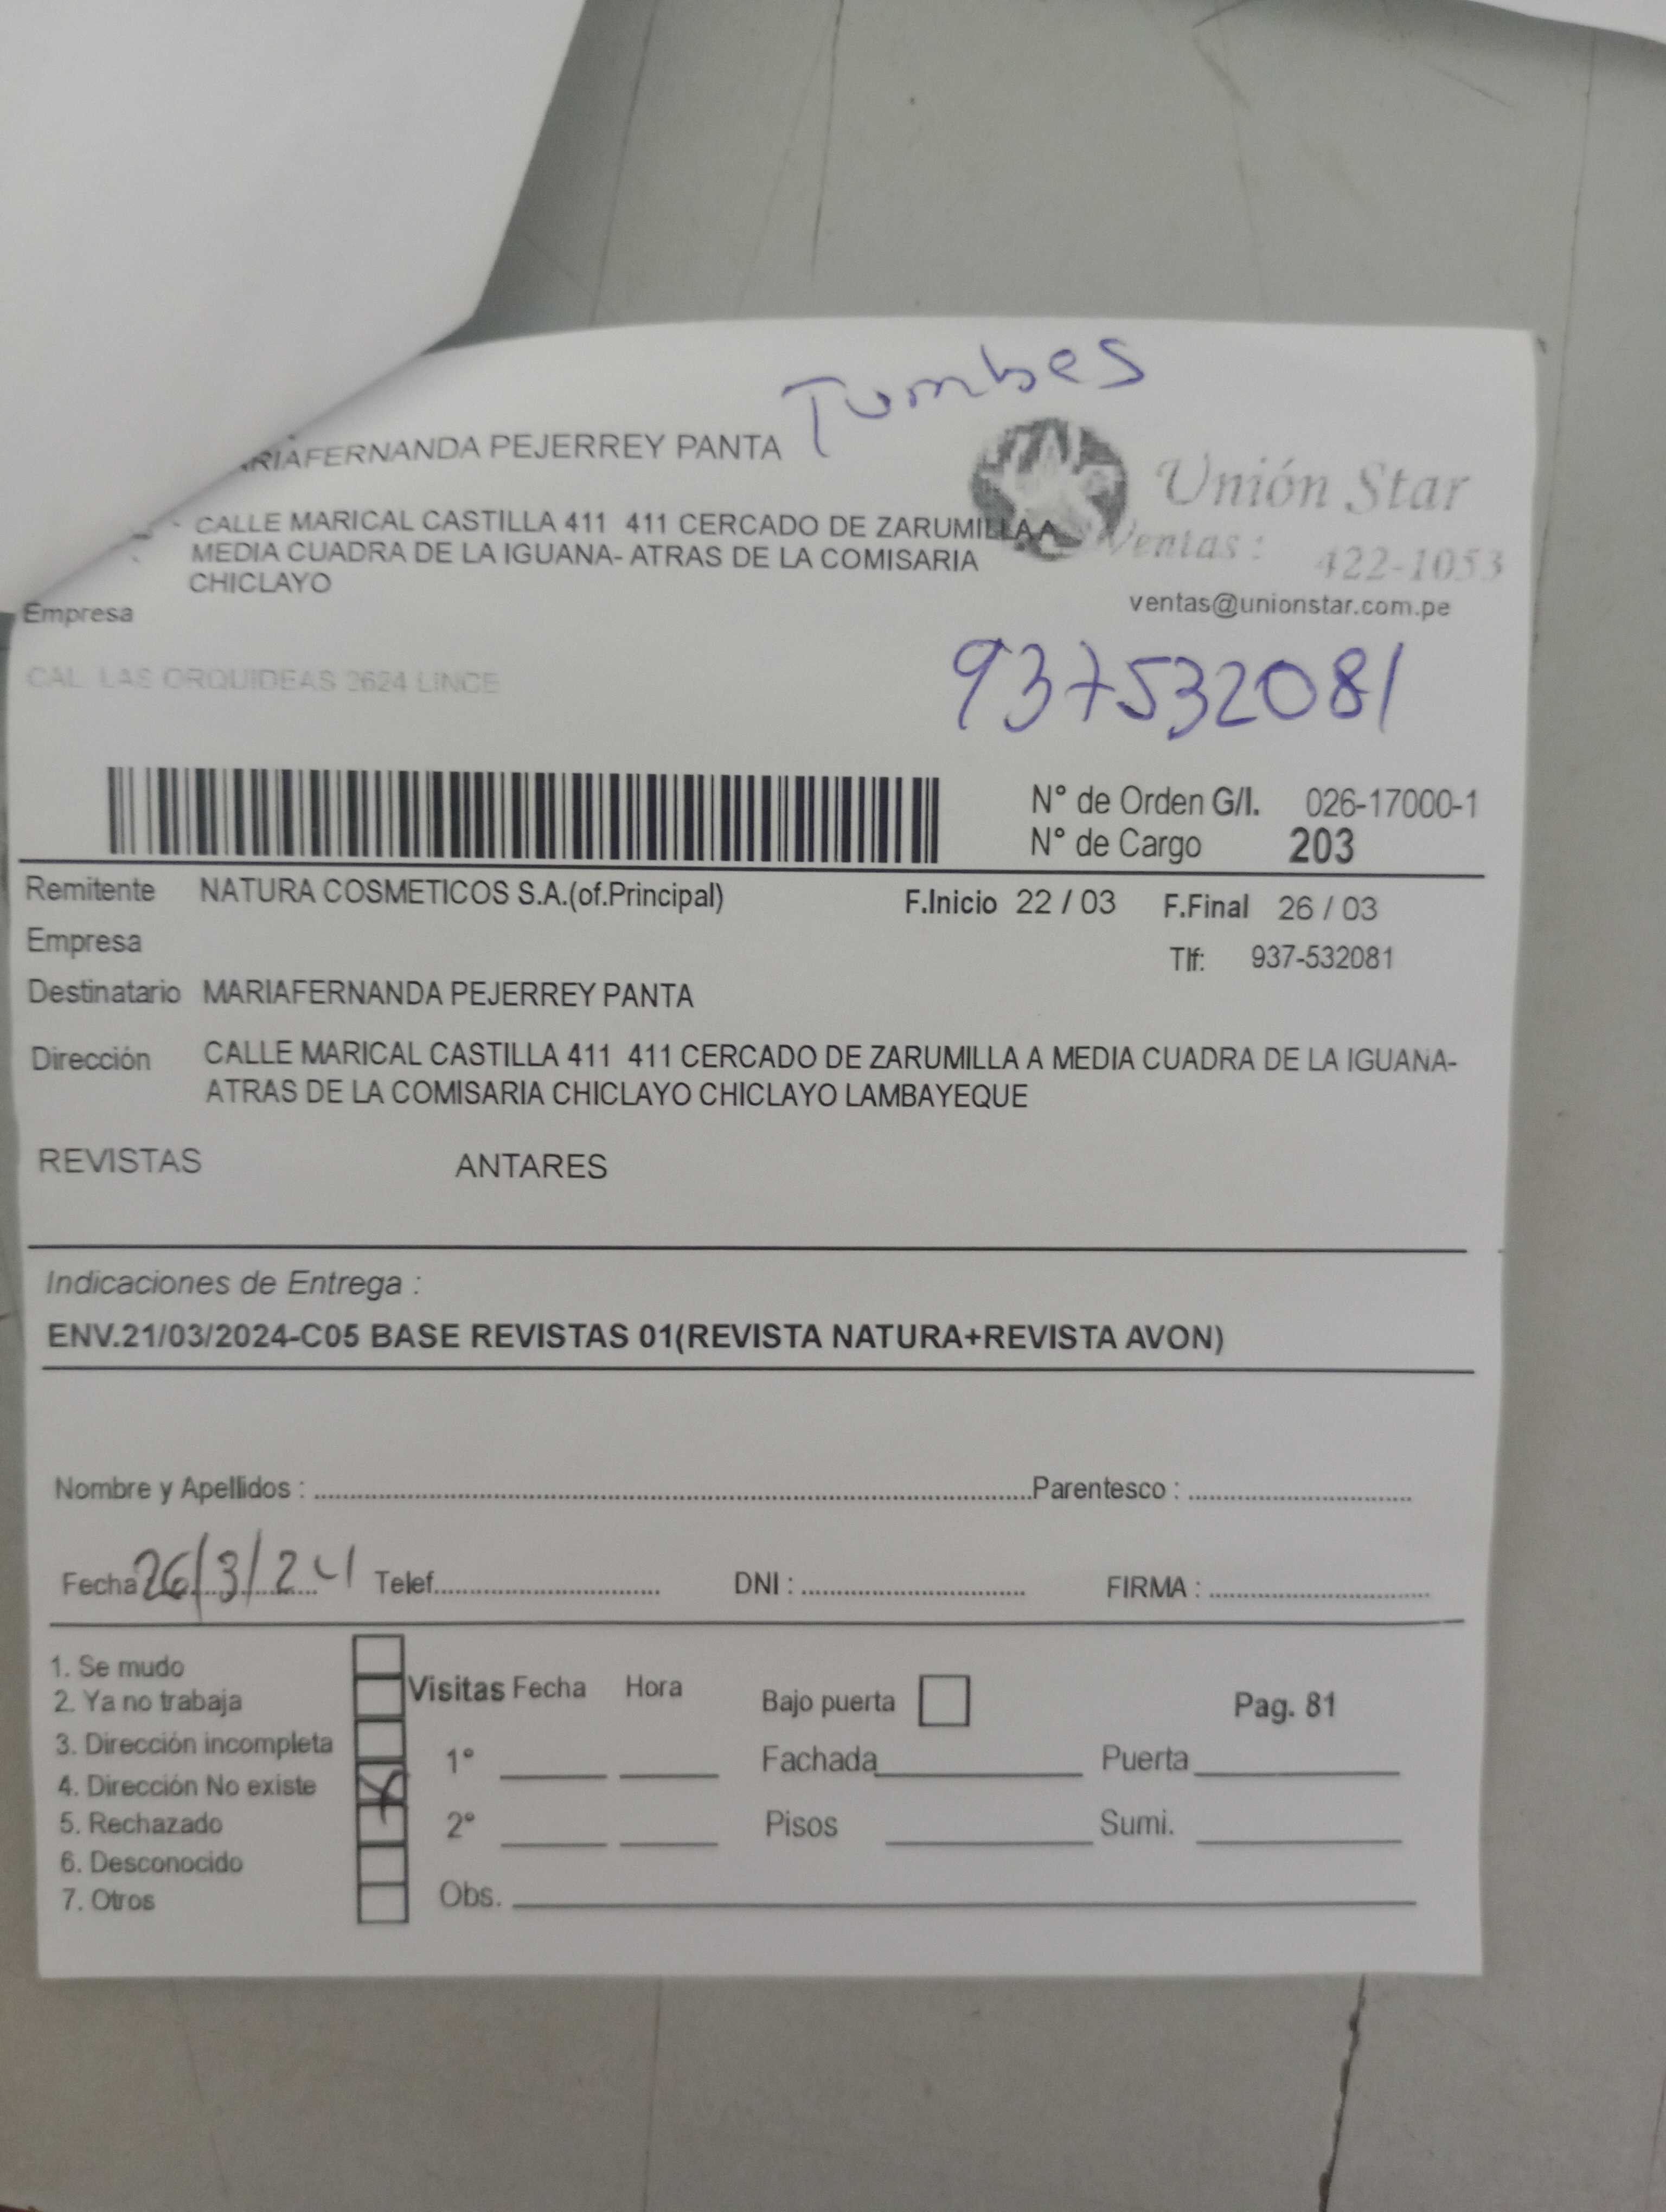 Tumbes
RIAFERNANDA PEJERREY PANTA
Unión Star
CALLE MARICAL CASTILLA 411 411 CERCADO DE ZARUMILLA A
MEDIA CUADRA DE LA IGUANA- ATRAS DE LA COMISARIA
CHICLAYO
Ventas : 422-1053
ventas@unionstar.com.pe
Empresa
CAL. LAS ORQUIDEAS 2624 LINCE
937532081
N° de Orden G/I. 026-17000-1
N° de Cargo 203
Remitente NATURA COSMETICOS S.A.(of.Principal) F.Inicio 22 / 03 F.Final 26 / 03
Empresa Tlf: 937-532081
Destinatario MARIAFERNANDA PEJERREY PANTA
Dirección CALLE MARICAL CASTILLA 411 411 CERCADO DE ZARUMILLA A MEDIA CUADRA DE LA IGUANA-
ATRAS DE LA COMISARIA CHICLAYO CHICLAYO LAMBAYEQUE
REVISTAS ANTARES
Indicaciones de Entrega :
ENV.21/03/2024-C05 BASE REVISTAS 01(REVISTA NATURA+REVISTA AVON)
Nombre y Apellidos : Parentesco :
Fecha 26/3/24 Telef. DNI : FIRMA :
1. Se mudo
2. Ya no trabaja
3. Dirección incompleta
4. Dirección No existe
5. Rechazado
6. Desconocido
7. Otros
Visitas Fecha Hora
1°
2°
Obs.
Bajo puerta
Fachada
Pisos
Pag. 81
Puerta
Sumi.